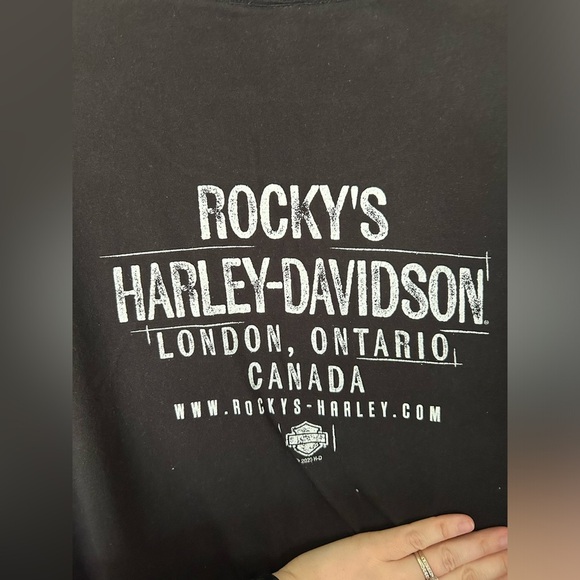 ROCKY'S
HARLEY-DAVIDSON
LONDON, ONTARIO
CANADA
WWW.ROCKYS-HARLEY.COM
H-D